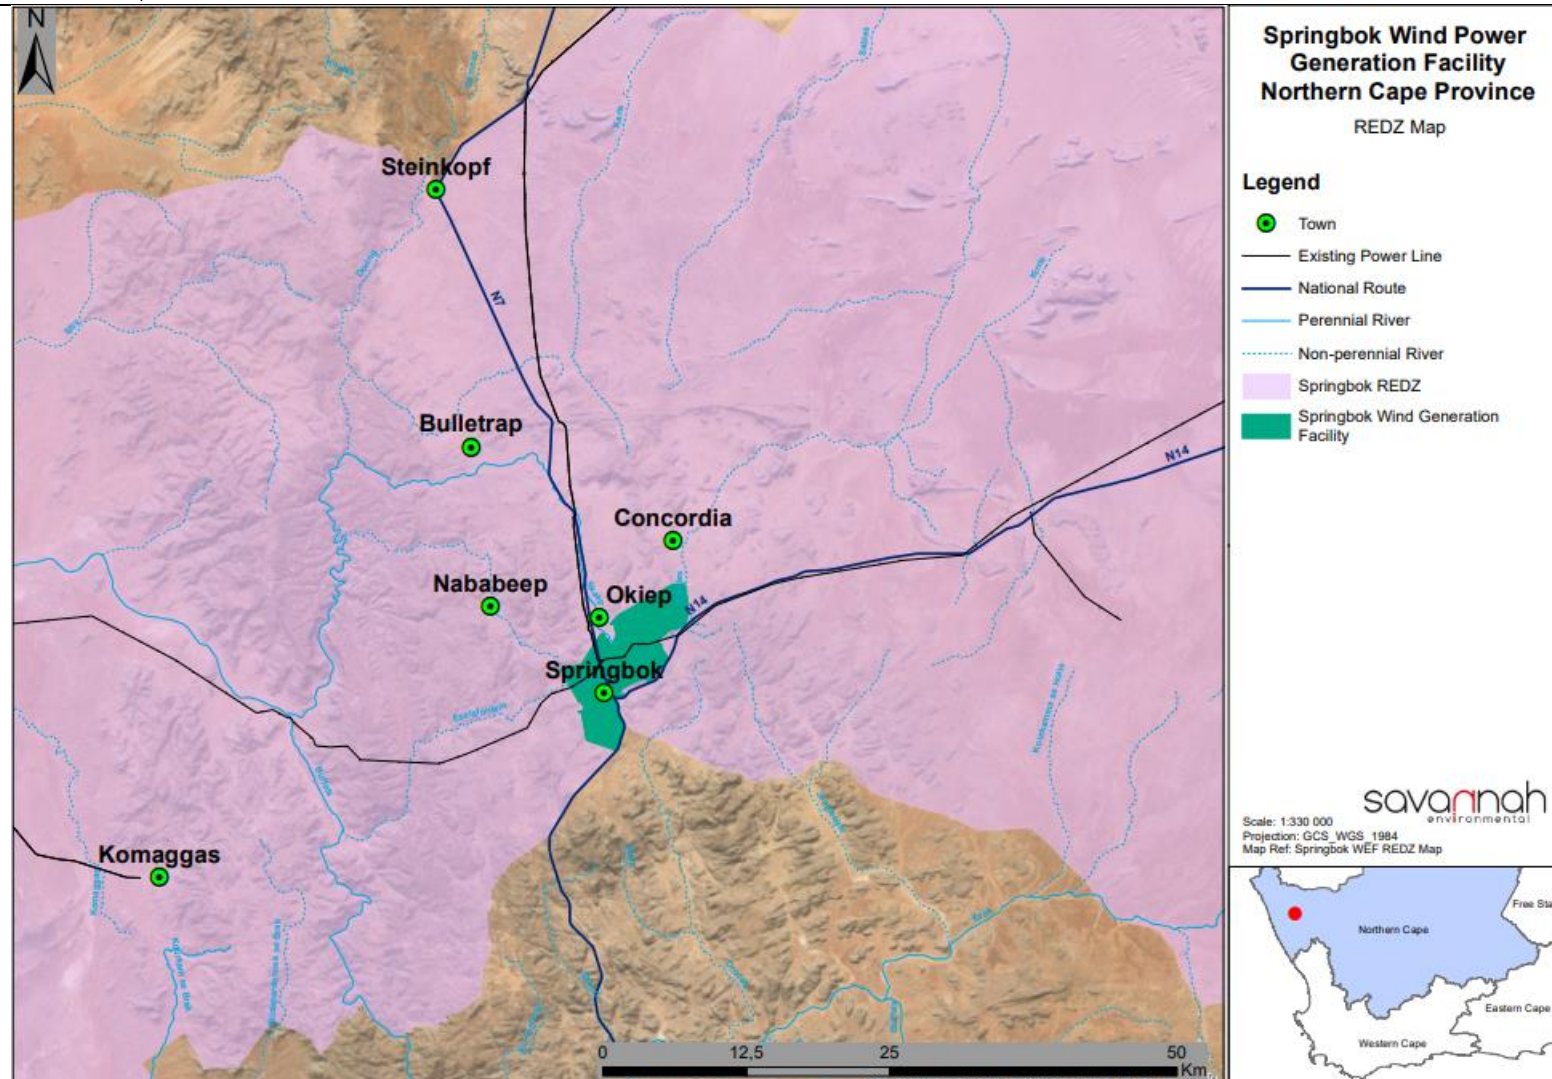 N
Steinkopf
N7
Bulletrap
Concordia
Nababeep
Okiep
N14
N14
Springbok
Komaggas
Buffels
0
12,5
25
50
Km
Springbok Wind Power
Generation Facility
Northern Cape Province
REDZ Map
Legend
Town
Existing Power Line
National Route
Perennial River
Non-perennial River
Springbok REDZ
Springbok Wind Generation
Facility
savannah
environmental
Scale: 1:330 000
Projection: GCS_WGS_1984
Map Ref: Springbok WEF REDZ Map
Free Sta
Northern Cape
Eastern Cape
Western Cape